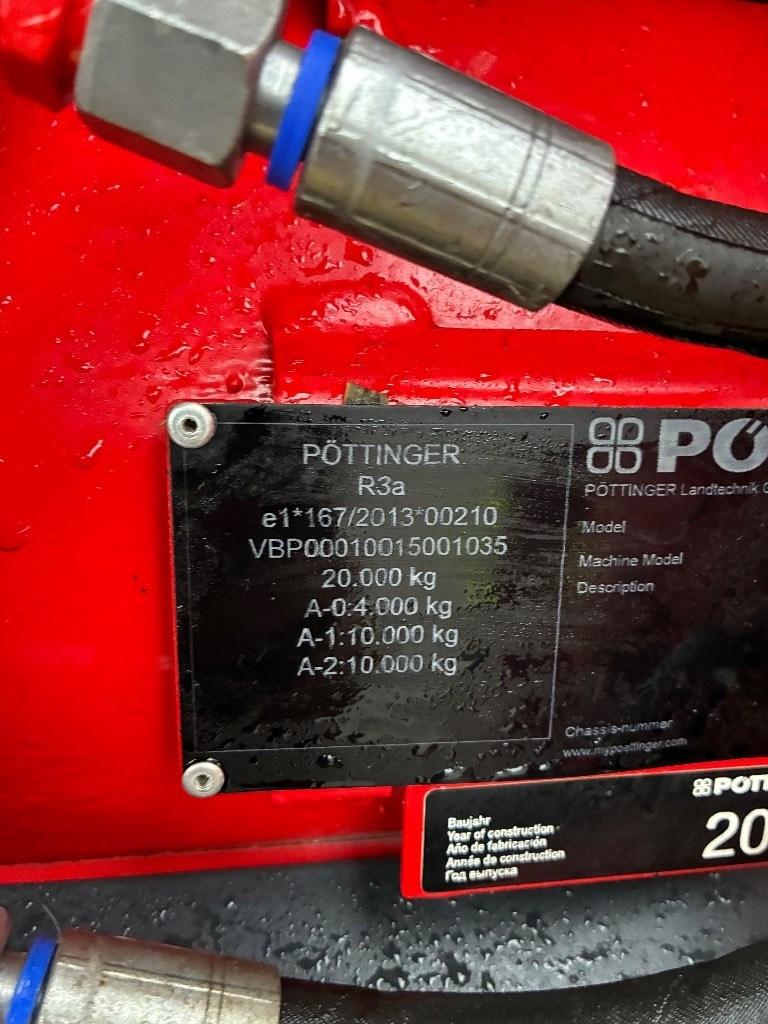 PÖTTINGER
R3a
e1*167/2013*00210
VBP00010015001035
20.000 kg
A-0:4.000 kg
A-1:10.000 kg
A-2:10.000 kg
PÖ
PÖTTINGER Landtechnik G
Model
Machine Model
Description
Chassis-nummer
www.mypoettinger.com
PÖTT
Baujahr
Year of construction
Año de fabricación
Année de construction
Год выпуска
20